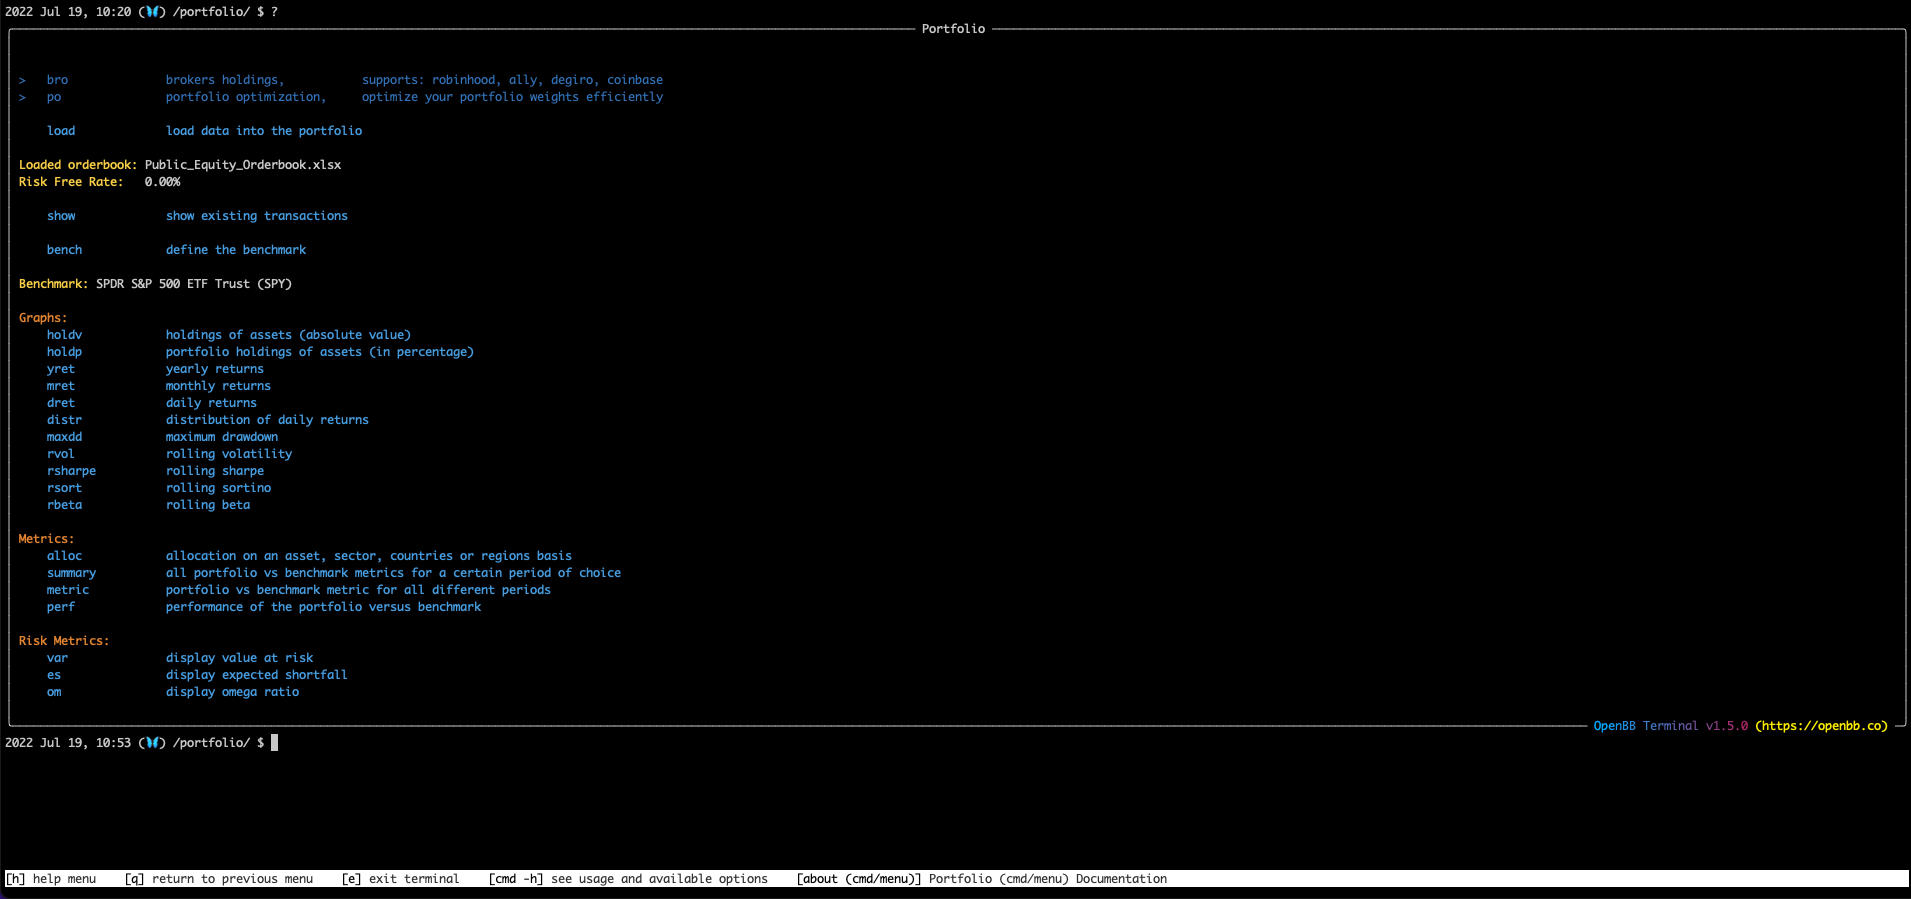 2022 Jul 19, 10:20 (🦋) /portfolio/ $ ?
Portfolio
> bro brokers holdings, supports: robinhood, ally, degiro, coinbase
> po portfolio optimization, optimize your portfolio weights efficiently
load load data into the portfolio
Loaded orderbook: Public_Equity_Orderbook.xlsx
Risk Free Rate: 0.00%
show show existing transactions
bench define the benchmark
Benchmark: SPDR S&P 500 ETF Trust (SPY)
Graphs:
holdv holdings of assets (absolute value)
holdp portfolio holdings of assets (in percentage)
yret yearly returns
mret monthly returns
dret daily returns
distr distribution of daily returns
maxdd maximum drawdown
rvol rolling volatility
rsharpe rolling sharpe
rsort rolling sortino
rbeta rolling beta
Metrics:
alloc allocation on an asset, sector, countries or regions basis
summary all portfolio vs benchmark metrics for a certain period of choice
metric portfolio vs benchmark metric for all different periods
perf performance of the portfolio versus benchmark
Risk Metrics:
var display value at risk
es display expected shortfall
om display omega ratio
OpenBB Terminal v1.5.0 (https://openbb.co)
2022 Jul 19, 10:53 (🦋) /portfolio/ $
[h] help menu [q] return to previous menu [e] exit terminal [cmd -h] see usage and available options [about (cmd/menu)] Portfolio (cmd/menu) Documentation